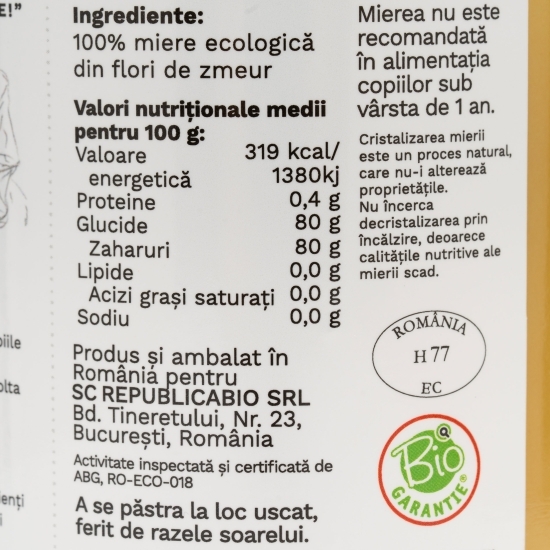 E!"
Ingrediente:
100% miere ecologică
din flori de zmeur
Valori nutriționale medii
pentru 100 g:
Valoare 319 kcal/
energetică 1380kj
Proteine 0,4 g
Glucide 80 g
Zaharuri 80 g
Lipide 0,0 g
Acizi grași saturați 0,0 g
Sodiu 0,0 g
Produs și ambalat în
România pentru
SC REPUBLICABIO SRL
Bd. Tineretului, Nr. 23,
București, România
Activitate inspectată și certificată de
ABG, RO-ECO-018
A se păstra la loc uscat,
ferit de razele soarelui.
Mierea nu este
recomandată
în alimentația
copiilor sub
vârsta de 1 an.
Cristalizarea mierii
este un proces natural,
care nu-i alterează
proprietățile.
Nu încerca
decristalizarea prin
încălzire, deoarece
calitățile nutritive ale
mierii scad.
ROMÂNIA
H 77
EC
Bio
GARANTIE®